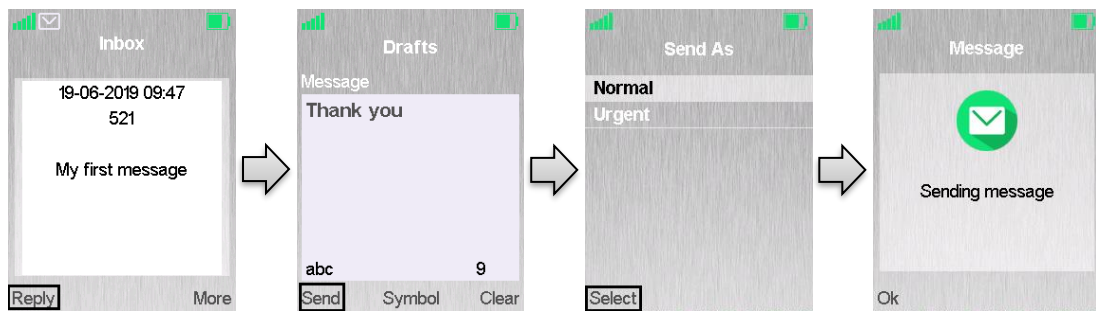 Inbox
19-06-2019 09:47
521
My first message
Reply More
Drafts
Message
Thank you
abc 9
Send Symbol Clear
Send As
Normal
Urgent
Select
Message
Sending message
Ok